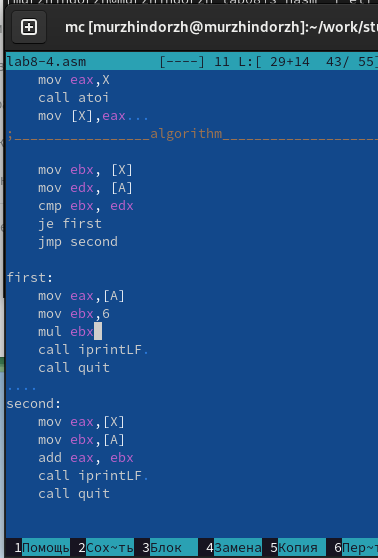 mc [murzhindorzh@murzhindorzh]:~/work/stu
lab8-4.asm [----] 11 L:[ 29+14 43/ 55]
mov eax,X
call atoi
mov [X],eax...
;_________________algorithm____________________
mov ebx, [X]
mov edx, [A]
cmp ebx, edx
je first
jmp second
first:
mov eax,[A]
mov ebx,6
mul ebx
call iprintLF.
call quit
....
second:
mov eax,[X]
mov ebx,[A]
add eax, ebx
call iprintLF.
call quit
1Помощь 2Сох~ть 3Блок 4Замена 5Копия 6Пер~т